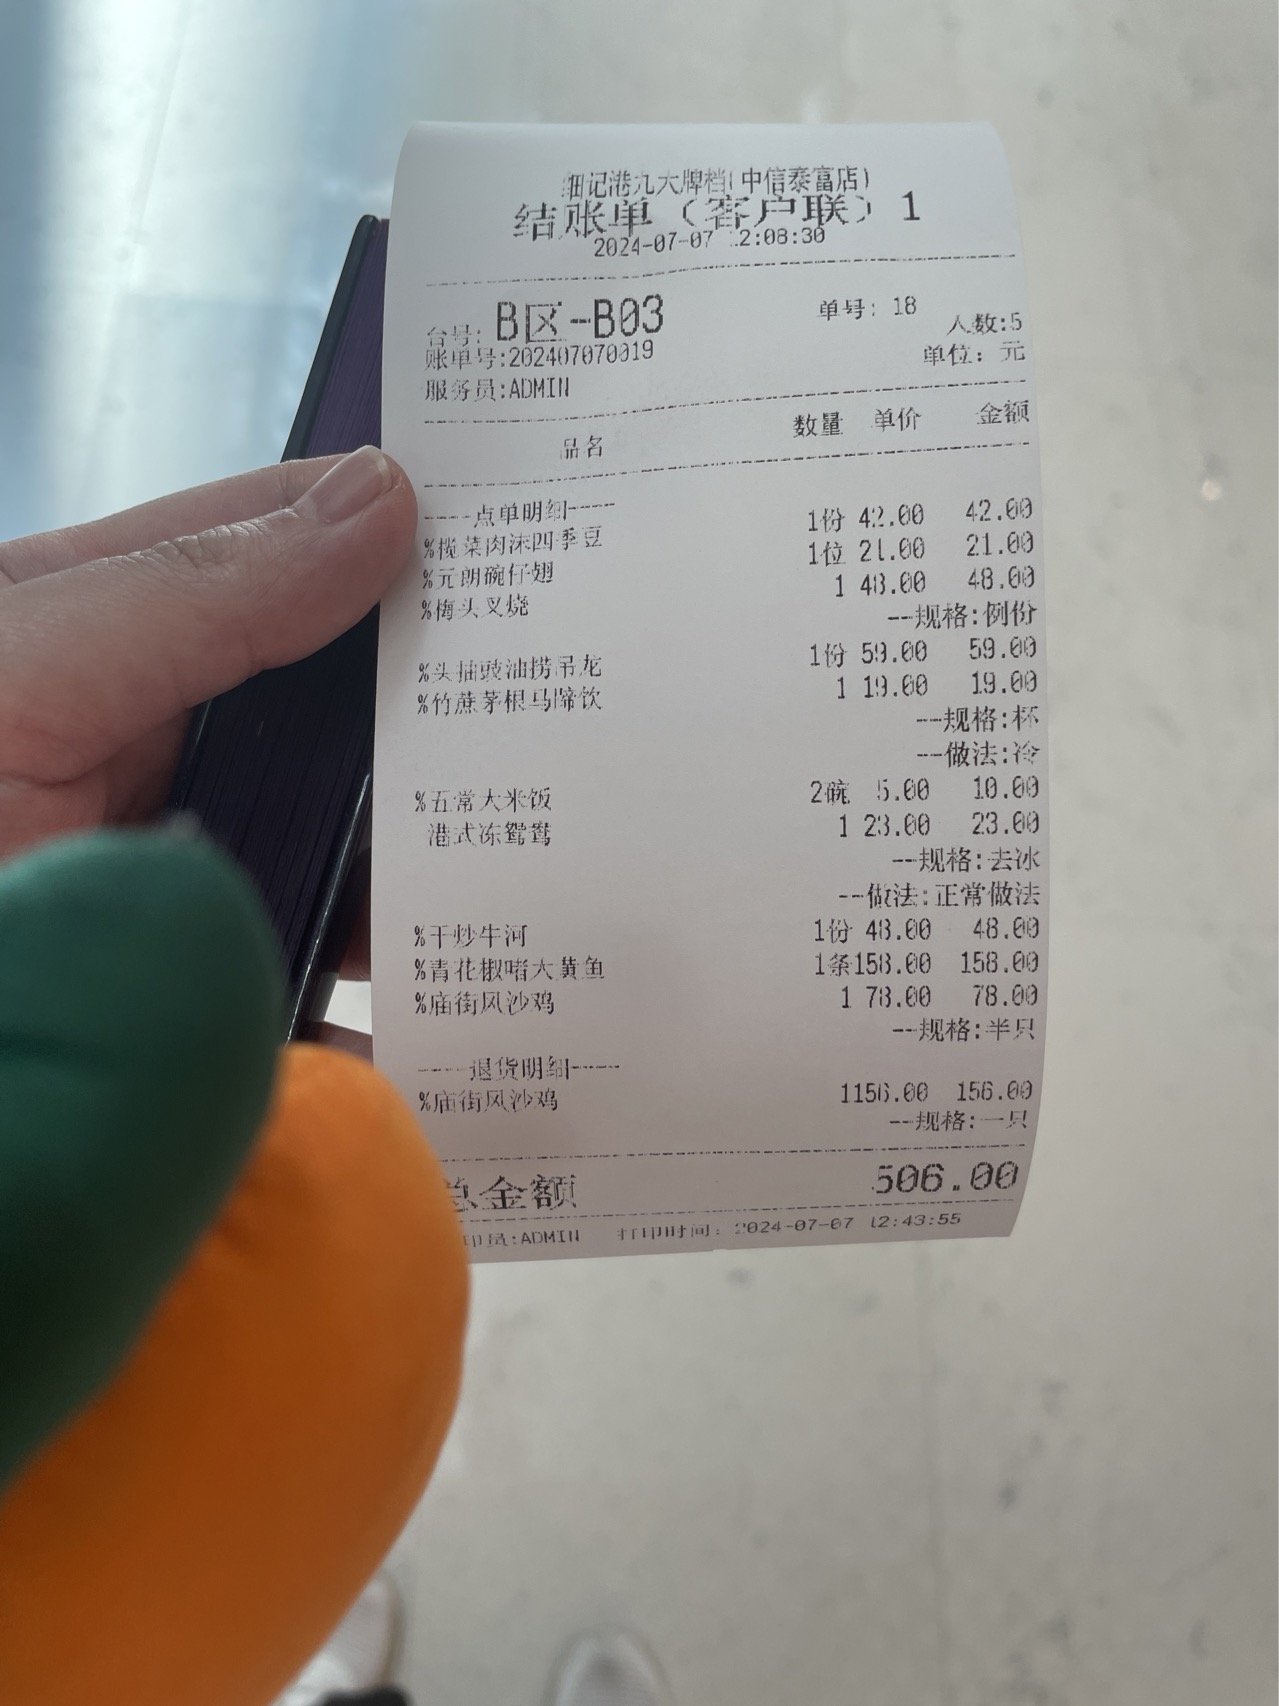 细记港九大牌档(中信泰富店)
结账单（客户联）1
2024-07-07 12:08:30
台号: B区-B03 单号: 18
人数:5
账单号:202407070019 单位: 元
服务员:ADMIN
品名 数量 单价 金额
-----点单明细-----
%榄菜肉沫四季豆 1份 42.00 42.00
%元朗碗仔翅 1位 21.00 21.00
%梅头叉烧 1 48.00 48.00
--规格:例份
%头抽豉油捞吊龙 1份 59.00 59.00
%竹蔗茅根马蹄饮 1 19.00 19.00
--规格:杯
--做法:冷
%五常大米饭 2碗 5.00 10.00
港式冻鸳鸯 1 23.00 23.00
--规格:去冰
--做法:正常做法
%干炒牛河 1份 48.00 48.00
%青花椒啫大黄鱼 1条158.00 158.00
%庙街风沙鸡 1 78.00 78.00
--规格:半只
-----退货明细-----
%庙街风沙鸡 1156.00 156.00
--规格:一只
总金额 506.00
印员:ADMIN 打印时间: 2024-07-07 12:43:55